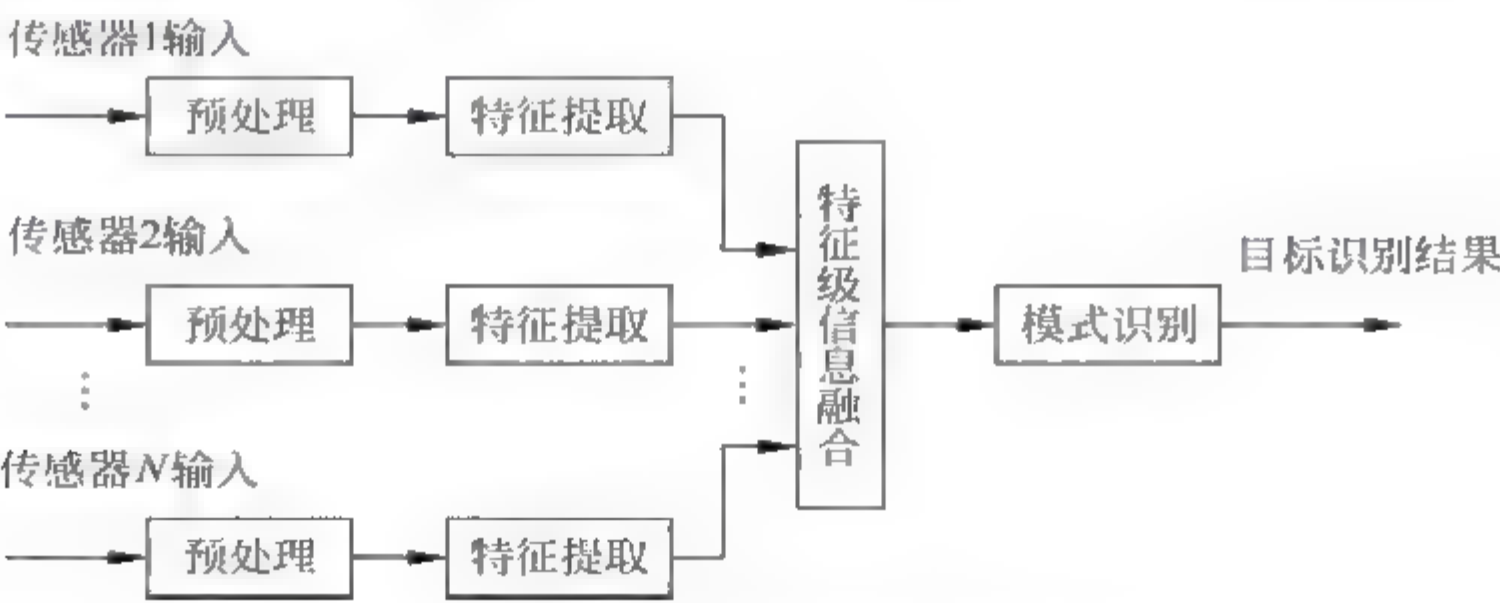 传感器1输入
预处理
特征提取
传感器2输入
预处理
特征提取
传感器N输入
预处理
特征提取
特征级信息融合
模式识别
目标识别结果